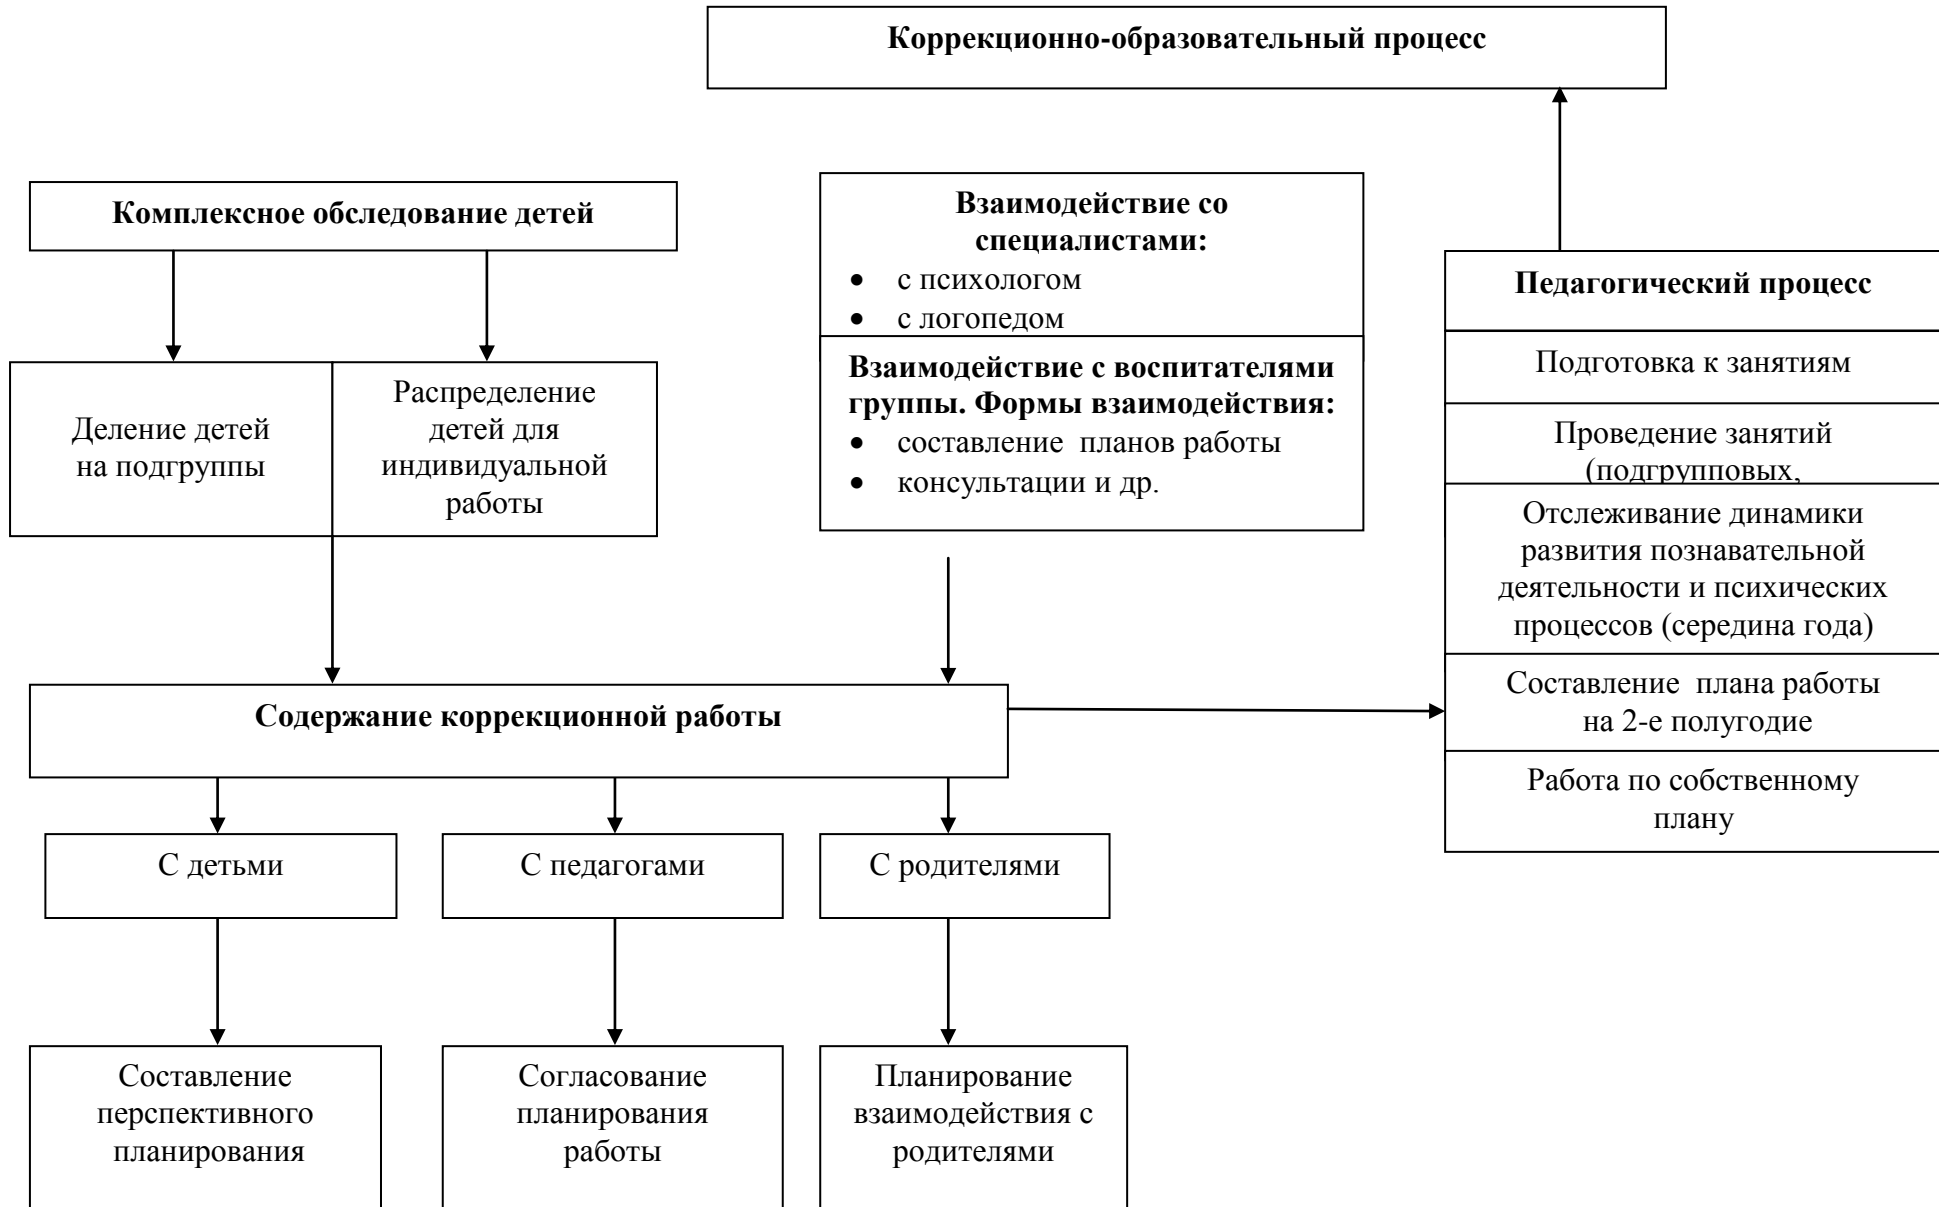 Коррекционно-образовательный процесс
Комплексное обследование детей
Деление детей
на подгруппы
Распределение
детей для
индивидуальной
работы
Взаимодействие со
специалистами:
• с психологом
• с логопедом
Взаимодействие с воспитателями
группы. Формы взаимодействия:
• составление планов работы
• консультации и др.
Педагогический процесс
Подготовка к занятиям
Проведение занятий
(подгрупповых,
Отслеживание динамики
развития познавательной
деятельности и психических
процессов (середина года)
Составление плана работы
на 2-е полугодие
Работа по собственному
плану
Содержание коррекционной работы
С детьми
С педагогами
С родителями
Составление
перспективного
планирования
Согласование
планирования
работы
Планирование
взаимодействия с
родителями